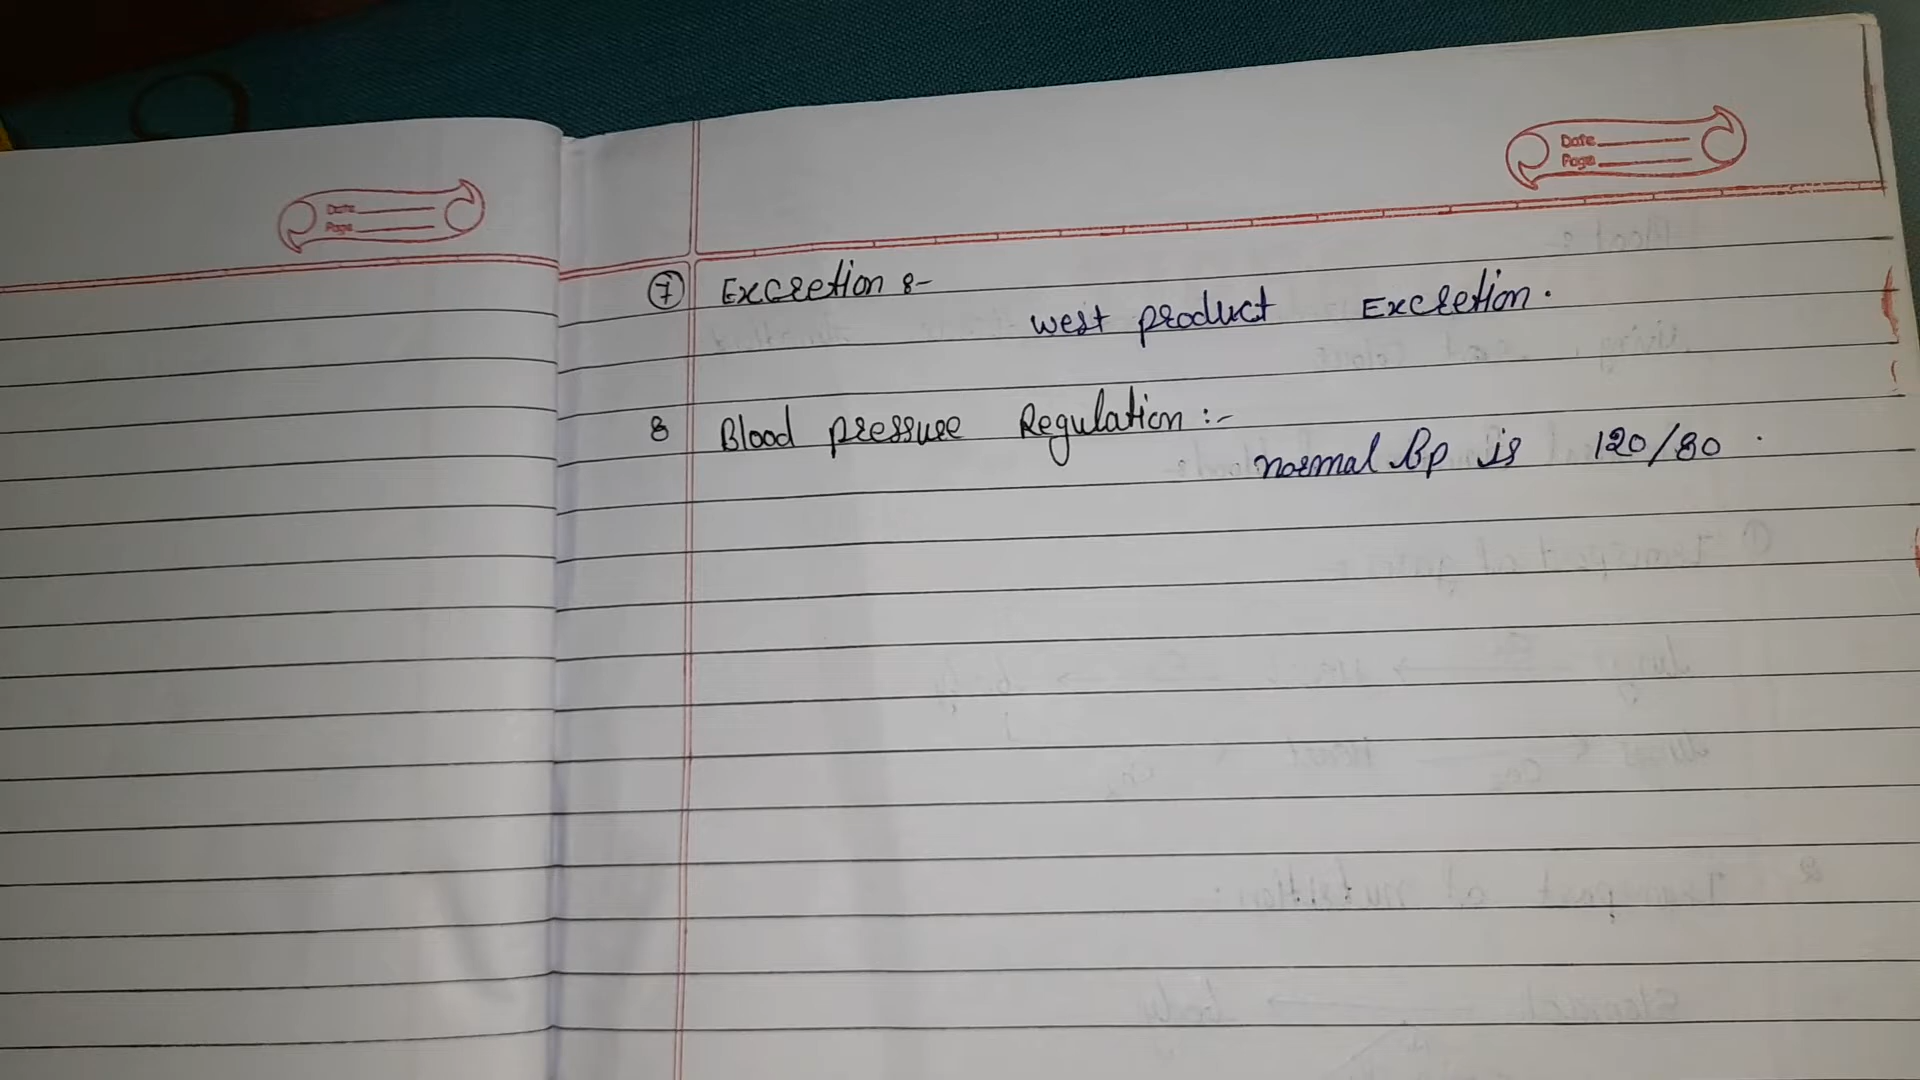 Date
Page
Date
Page
7 Excretion :-
west product Excretion.
8 Blood pressure Regulation :-
normal Bp is 120/80 .